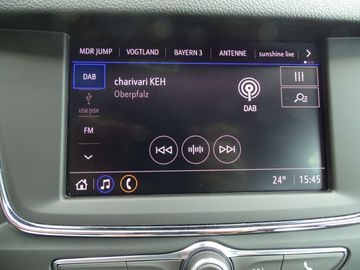 MDR JUMP VOGTLAND BAYERN 3 ANTENNE sunshine live
DAB
charivari KEH
Oberpfalz
DAB
USB DISK
FM
24° 15:45